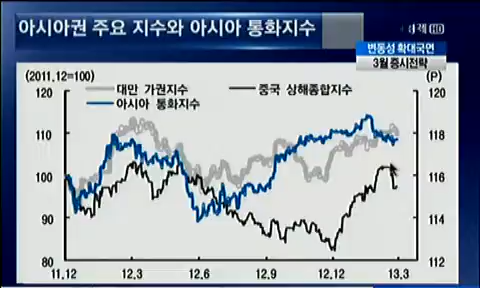 아시아권 주요 지수와 아시아 통화지수
HD
변동성 확대국면
3월 증시전략
(2011.12=100)
(P)
대만 가권지수
중국 상해종합지수
아시아 통화지수
120
110
100
90
80
120
118
116
114
112
11.12
12.3
12.6
12.9
12.12
13.3